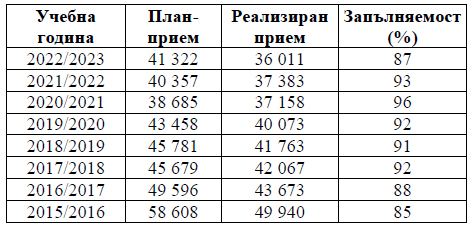 Учебна година План-прием Реализиран прием Запълняемост (%)
2022/2023 41 322 36 011 87
2021/2022 40 357 37 383 93
2020/2021 38 685 37 158 96
2019/2020 43 458 40 073 92
2018/2019 45 781 41 763 91
2017/2018 45 679 42 067 92
2016/2017 49 596 43 673 88
2015/2016 58 608 49 940 85